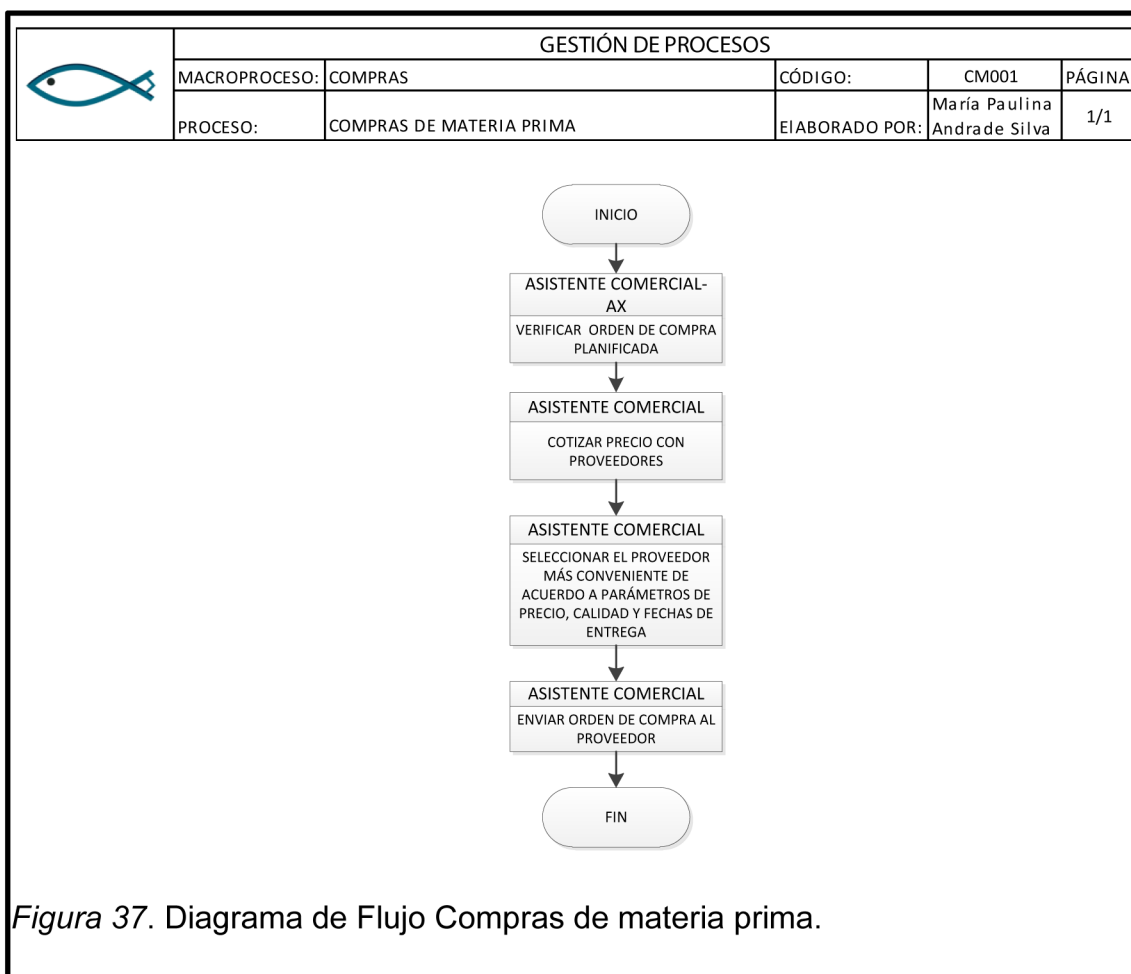 GESTIÓN DE PROCESOS
MACROPROCESO: COMPRAS CÓDIGO: CM001 PÁGINA
PROCESO: COMPRAS DE MATERIA PRIMA ElABORADO POR: María Paulina
Andrade Silva 1/1
INICIO
ASISTENTE COMERCIAL-
AX
VERIFICAR ORDEN DE COMPRA
PLANIFICADA
ASISTENTE COMERCIAL
COTIZAR PRECIO CON
PROVEEDORES
ASISTENTE COMERCIAL
SELECCIONAR EL PROVEEDOR
MÁS CONVENIENTE DE
ACUERDO A PARÁMETROS DE
PRECIO, CALIDAD Y FECHAS DE
ENTREGA
ASISTENTE COMERCIAL
ENVIAR ORDEN DE COMPRA AL
PROVEEDOR
FIN
Figura 37. Diagrama de Flujo Compras de materia prima.